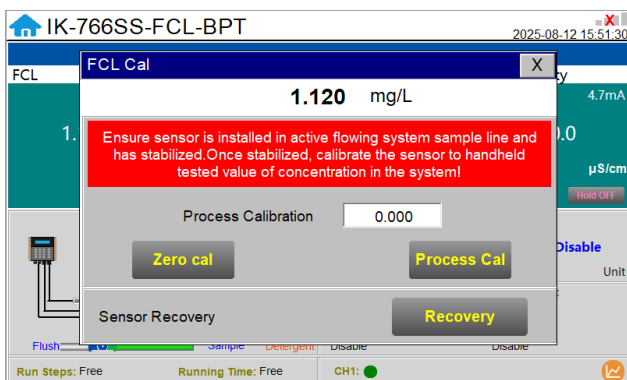 IK-766SS-FCL-BPT
2025-08-12 15:51:30
FCL
FCL Cal
X
4.7mA
1.120 mg/L
Ensure sensor is installed in active flowing system sample line and
has stabilized.Once stabilized, calibrate the sensor to handheld
tested value of concentration in the system!
µS/cm
Hold OFF
Process Calibration 0.000
Zero cal
Process Cal
Disable
Unit
Sensor Recovery
Recovery
Flush
Sample
Detergent
Disable
Disable
Run Steps: Free
Running Time: Free
CH1: